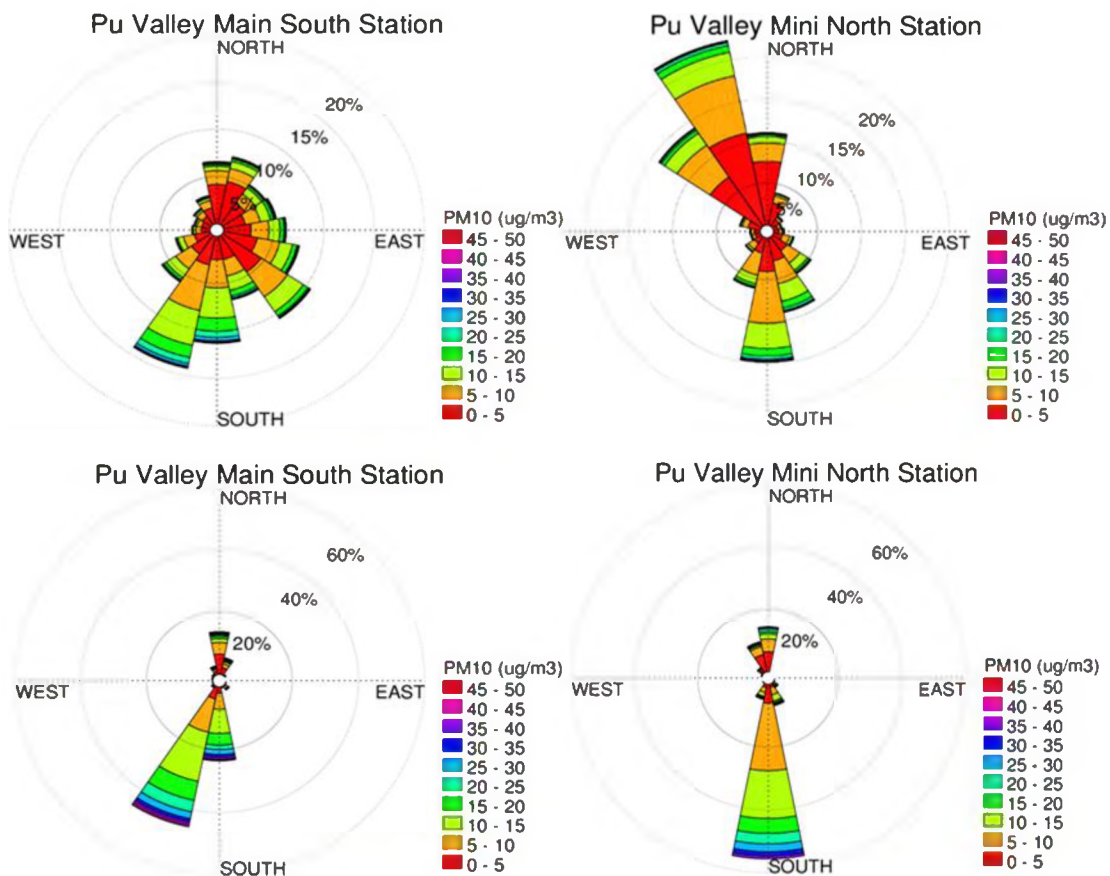 Pu Valley Main South Station
NORTH
20%
15%
10%
5%
WEST
EAST
SOUTH
PM10 (ug/m3)
45 - 50
40 - 45
35 - 40
30 - 35
25 - 30
20 - 25
15 - 20
10 - 15
5 - 10
0 - 5
Pu Valley Mini North Station
NORTH
20%
15%
10%
5%
WEST
EAST
SOUTH
PM10 (ug/m3)
45 - 50
40 - 45
35 - 40
30 - 35
25 - 30
20 - 25
15 - 20
10 - 15
5 - 10
0 - 5
Pu Valley Main South Station
NORTH
60%
40%
20%
WEST
EAST
SOUTH
PM10 (ug/m3)
45 - 50
40 - 45
35 - 40
30 - 35
25 - 30
20 - 25
15 - 20
10 - 15
5 - 10
0 - 5
Pu Valley Mini North Station
NORTH
60%
40%
20%
WEST
EAST
SOUTH
PM10 (ug/m3)
45 - 50
40 - 45
35 - 40
30 - 35
25 - 30
20 - 25
15 - 20
10 - 15
5 - 10
0 - 5